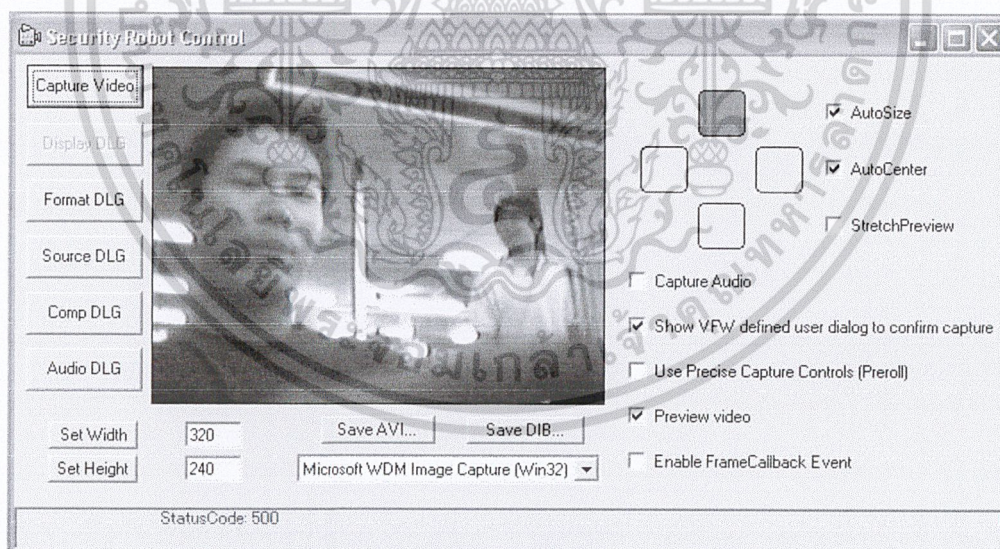 Security Robot Control
Capture Video
Display DLG
Format DLG
Source DLG
Comp DLG
Audio DLG
AutoSize
AutoCenter
StretchPreview
Capture Audio
Show VFW defined user dialog to confirm capture
Use Precise Capture Controls (Preroll)
Preview video
Enable FrameCallback Event
Set Width
320
Save AVI...
Save DIB...
Set Height
240
Microsoft WDM Image Capture (Win32)
StatusCode: 500